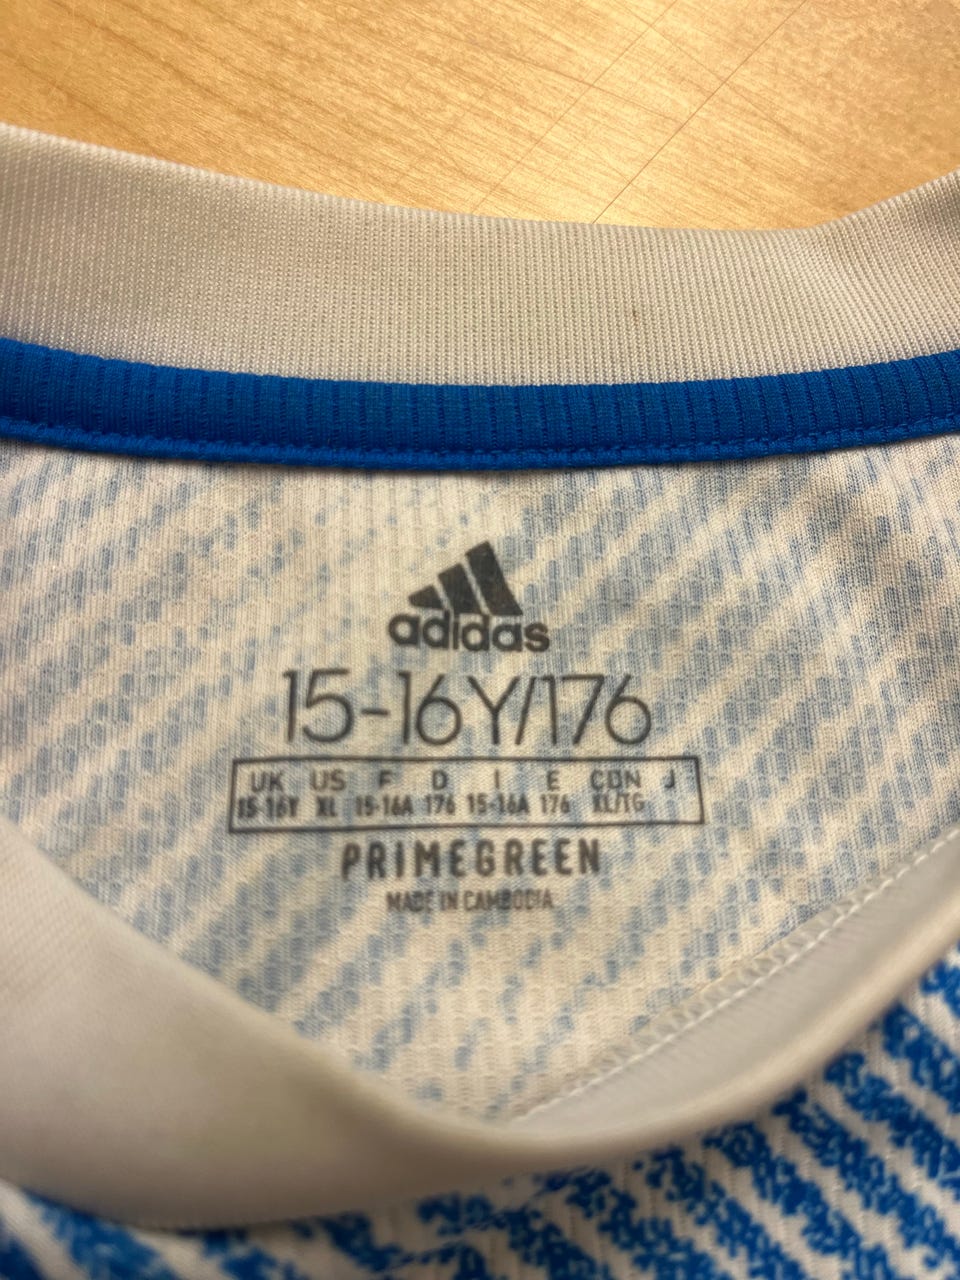 adidas
15-16Y/176
UK US F D I E CDN J
15-16Y XL 15-16A 176 15-16A 176 XL/TG
PRIMEGREEN
MADE IN CAMBODIA